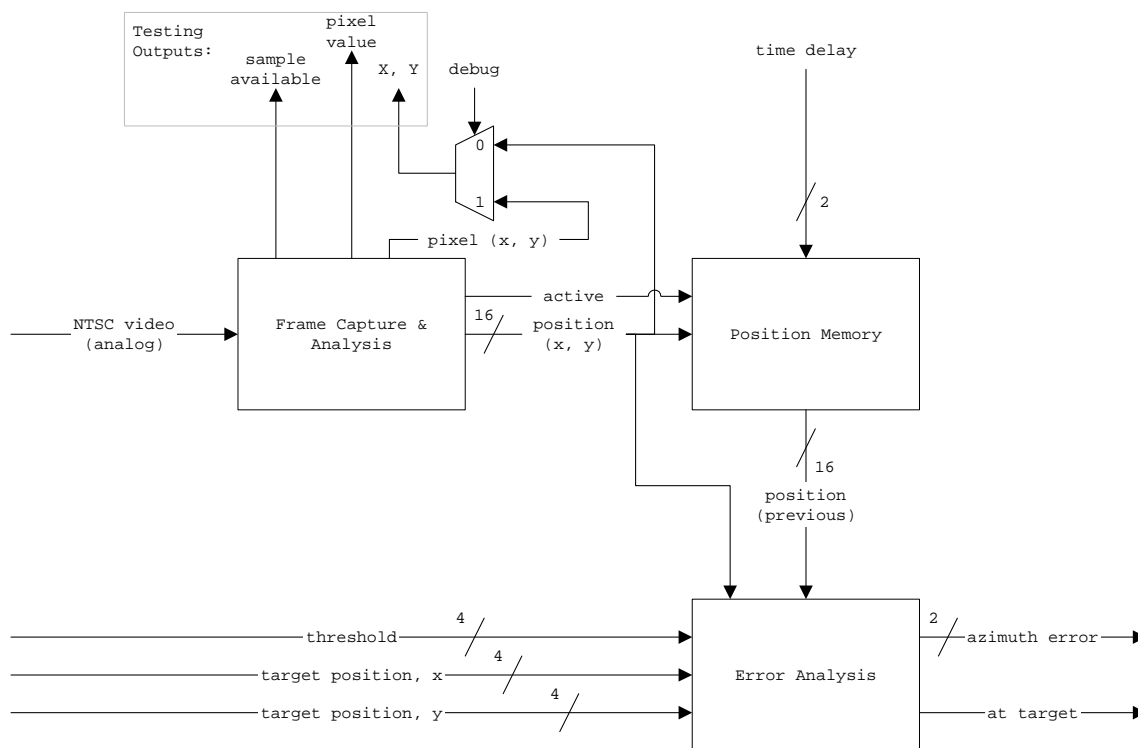 Testing
Outputs:
pixel
value
sample
available
X, Y
debug
time delay
0
1
2
pixel (x, y)
active
NTSC video
(analog)
Frame Capture &
Analysis
16
position
(x, y)
Position Memory
16
position
(previous)
threshold
4
target position, x
4
target position, y
4
Error Analysis
2
azimuth error
at target